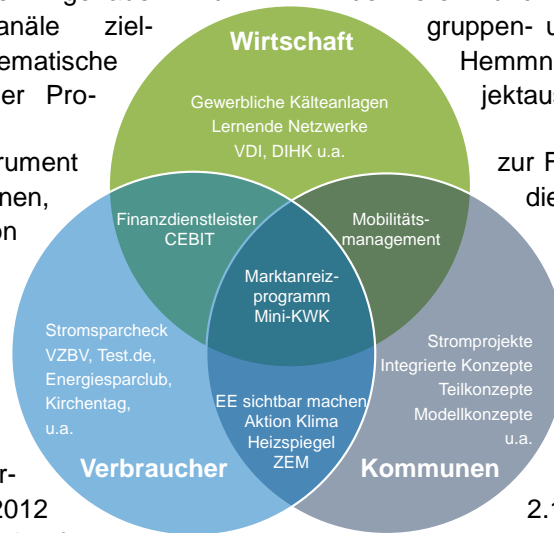 anäle ziel-
gruppen- u
ematische
Hemmn
er Pro-
jektaus
Wirtschaft
Gewerbliche Kälteanlagen
Lernende Netzwerke
VDI, DIHK u.a.
rument
zur F
nen,
die
on
Finanzdienstleister
CEBIT
Mobilitäts-
management
Marktanreiz-
programm
Mini-KWK
Stromsparcheck
VZBV, Test.de,
Energiesparclub,
Kirchentag,
u.a.
Stromprojekte
Integrierte Konzepte
Teilkonzepte
Modellkonzepte
u.a.
EE sichtbar machen
Aktion Klima
Heizspiegel
ZEM
Verbraucher
Kommunen
r-
2012
2.1